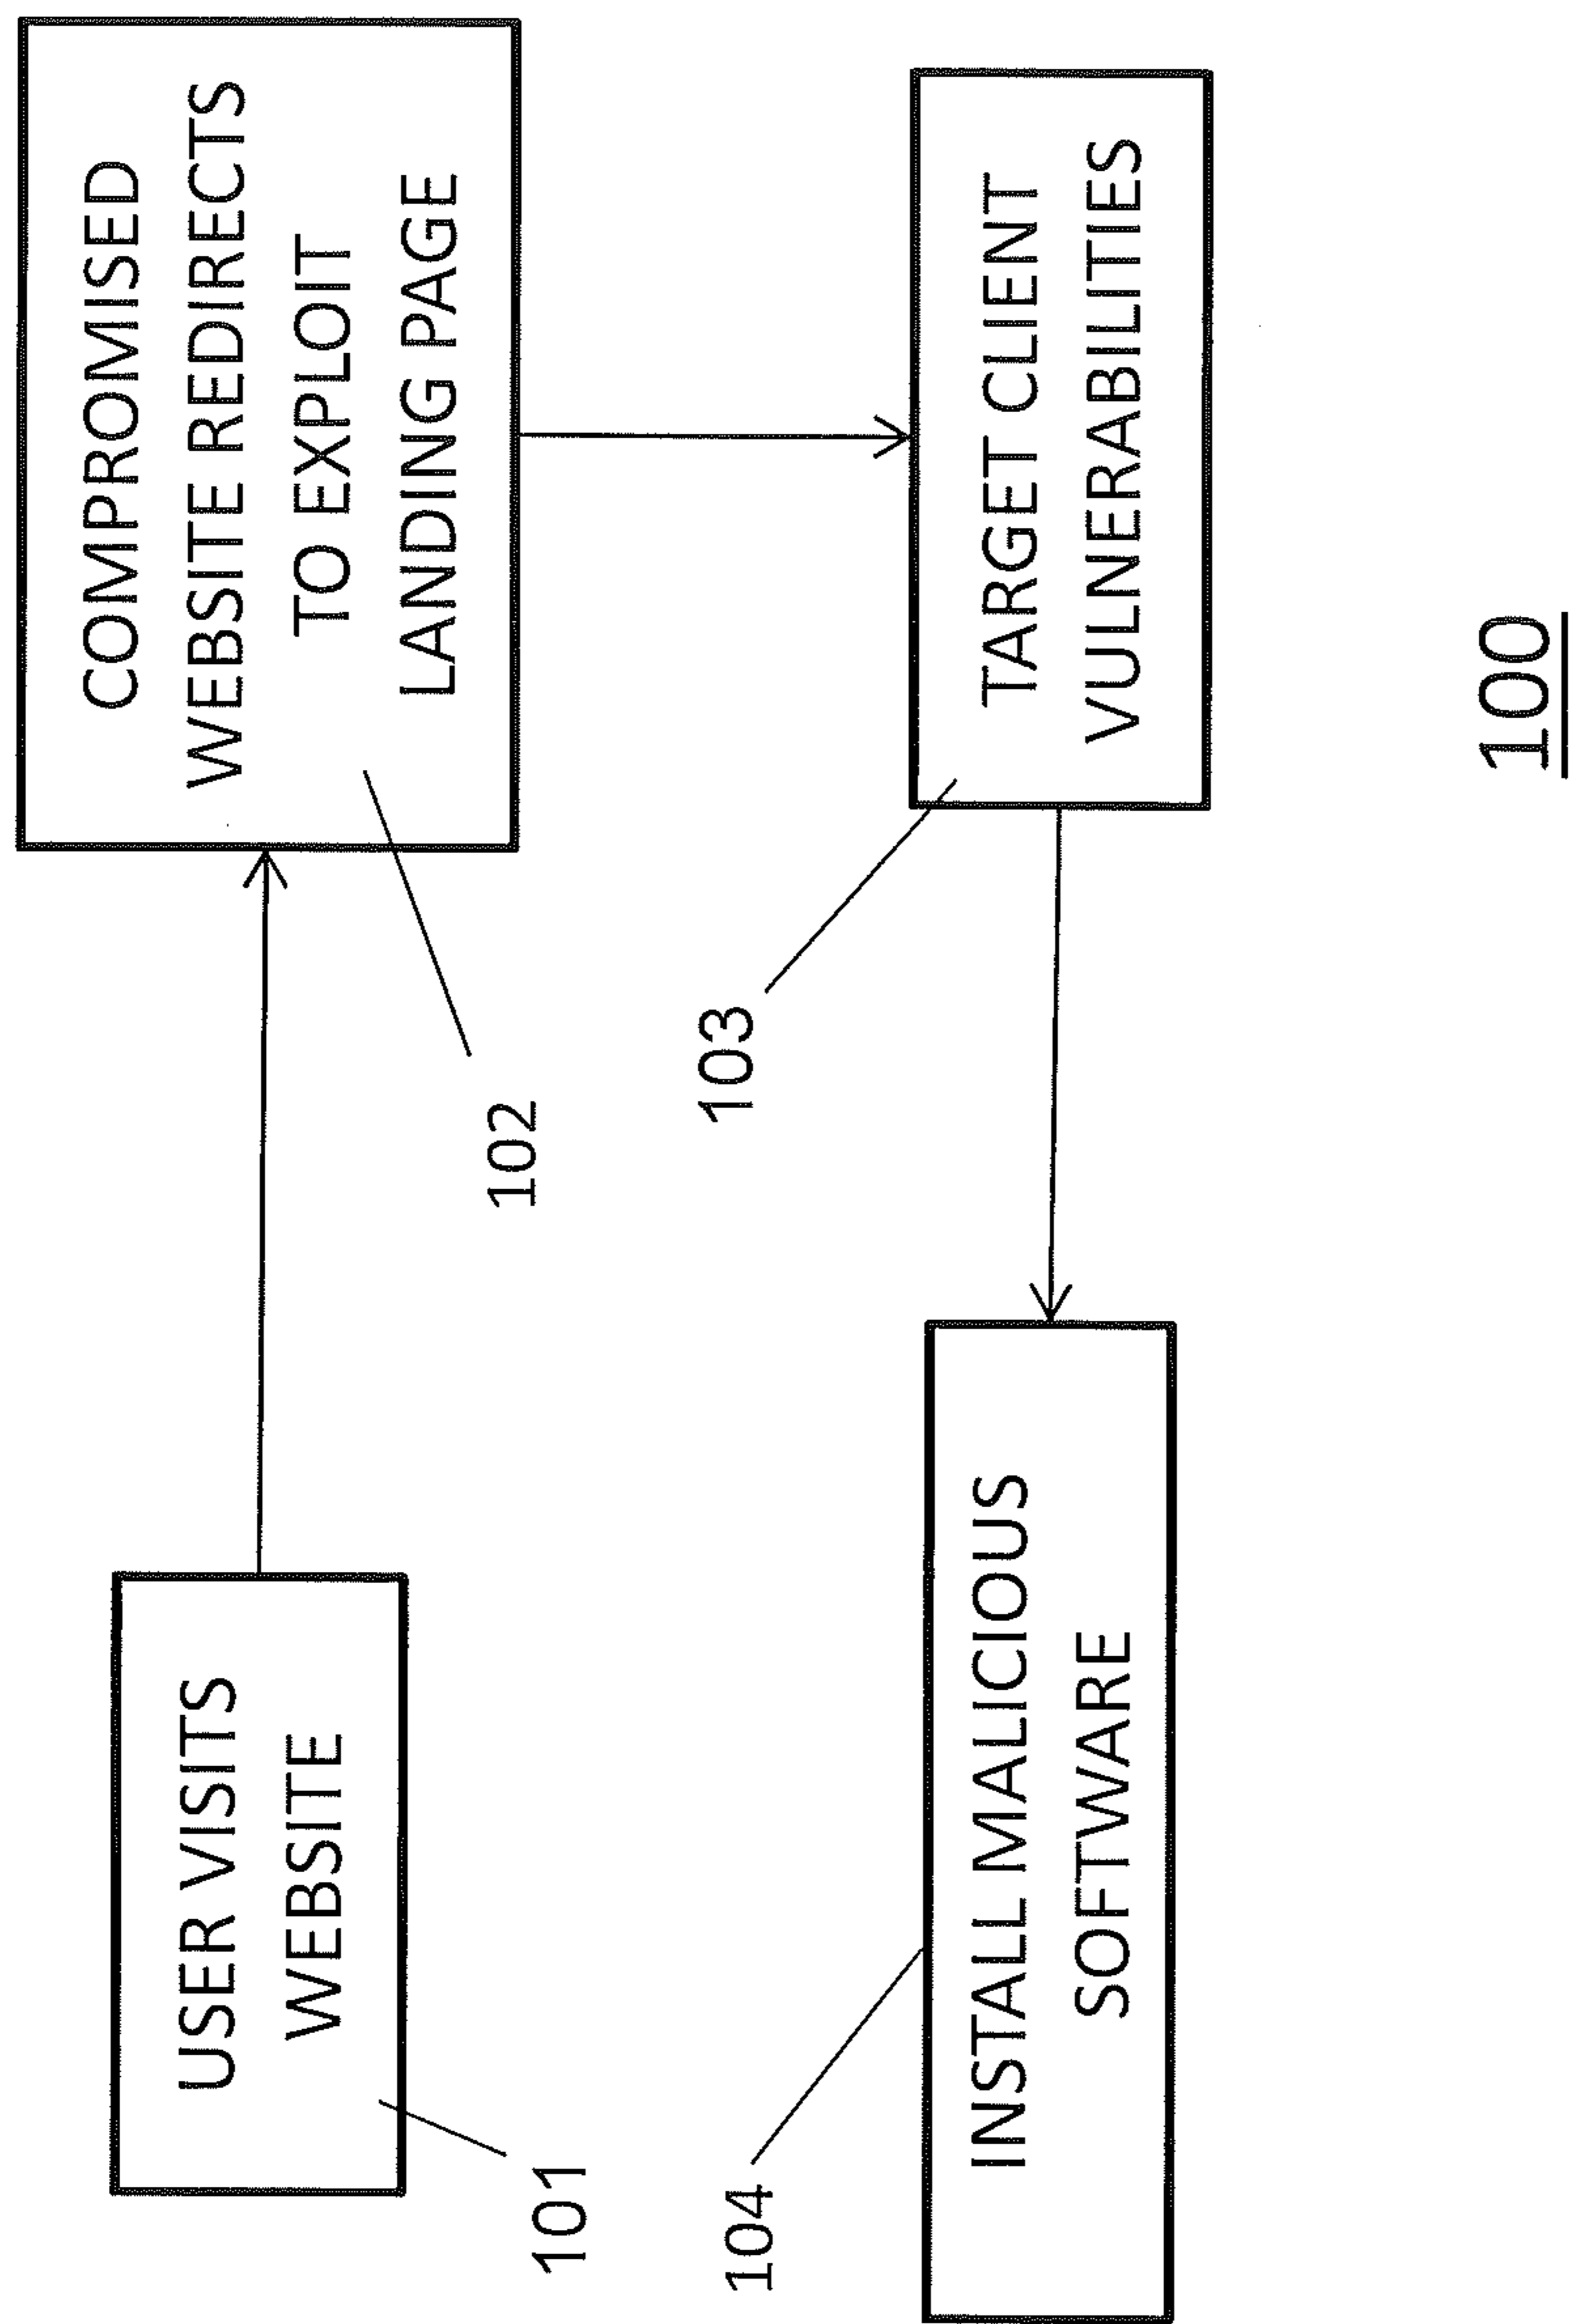 USER VISITS
WEBSITE
101
COMPROMISED
WEBSITE REDIRECTS
TO EXPLOIT
LANDING PAGE
102
TARGET CLIENT
VULNERABILITIES
103
INSTALL MALICIOUS
SOFTWARE
104
100